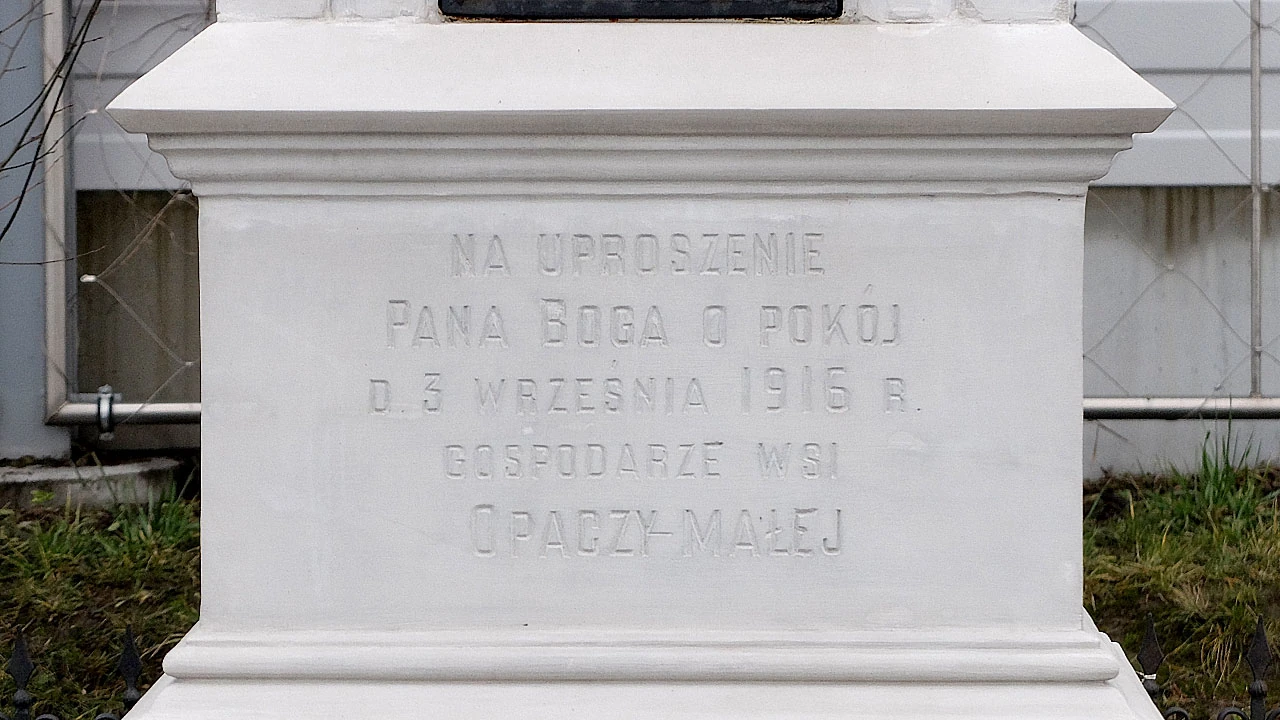 NA UPROSZENIE
PANA BOGA O POKÓJ
D. 3 WRZEŚNIA 1916 R.
GOSPODARZE WSI
OPACZY-MAŁEJ